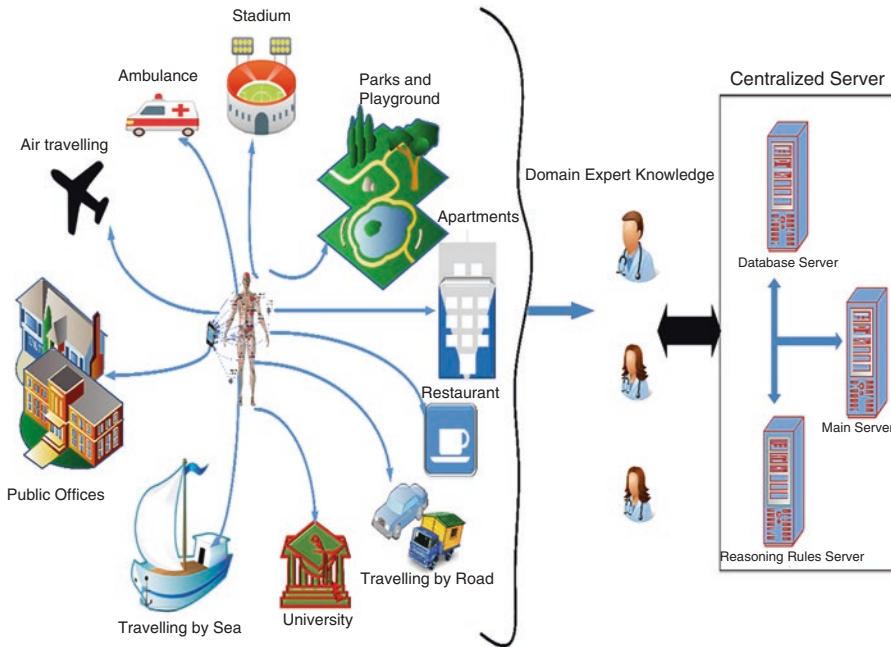 Stadium
Ambulance
Parks and
Playground
Air travelling
Apartments
Restaurant
Public Offices
Travelling by Road
University
Travelling by Sea
Domain Expert Knowledge
Centralized Server
Database Server
Main Server
Reasoning Rules Server